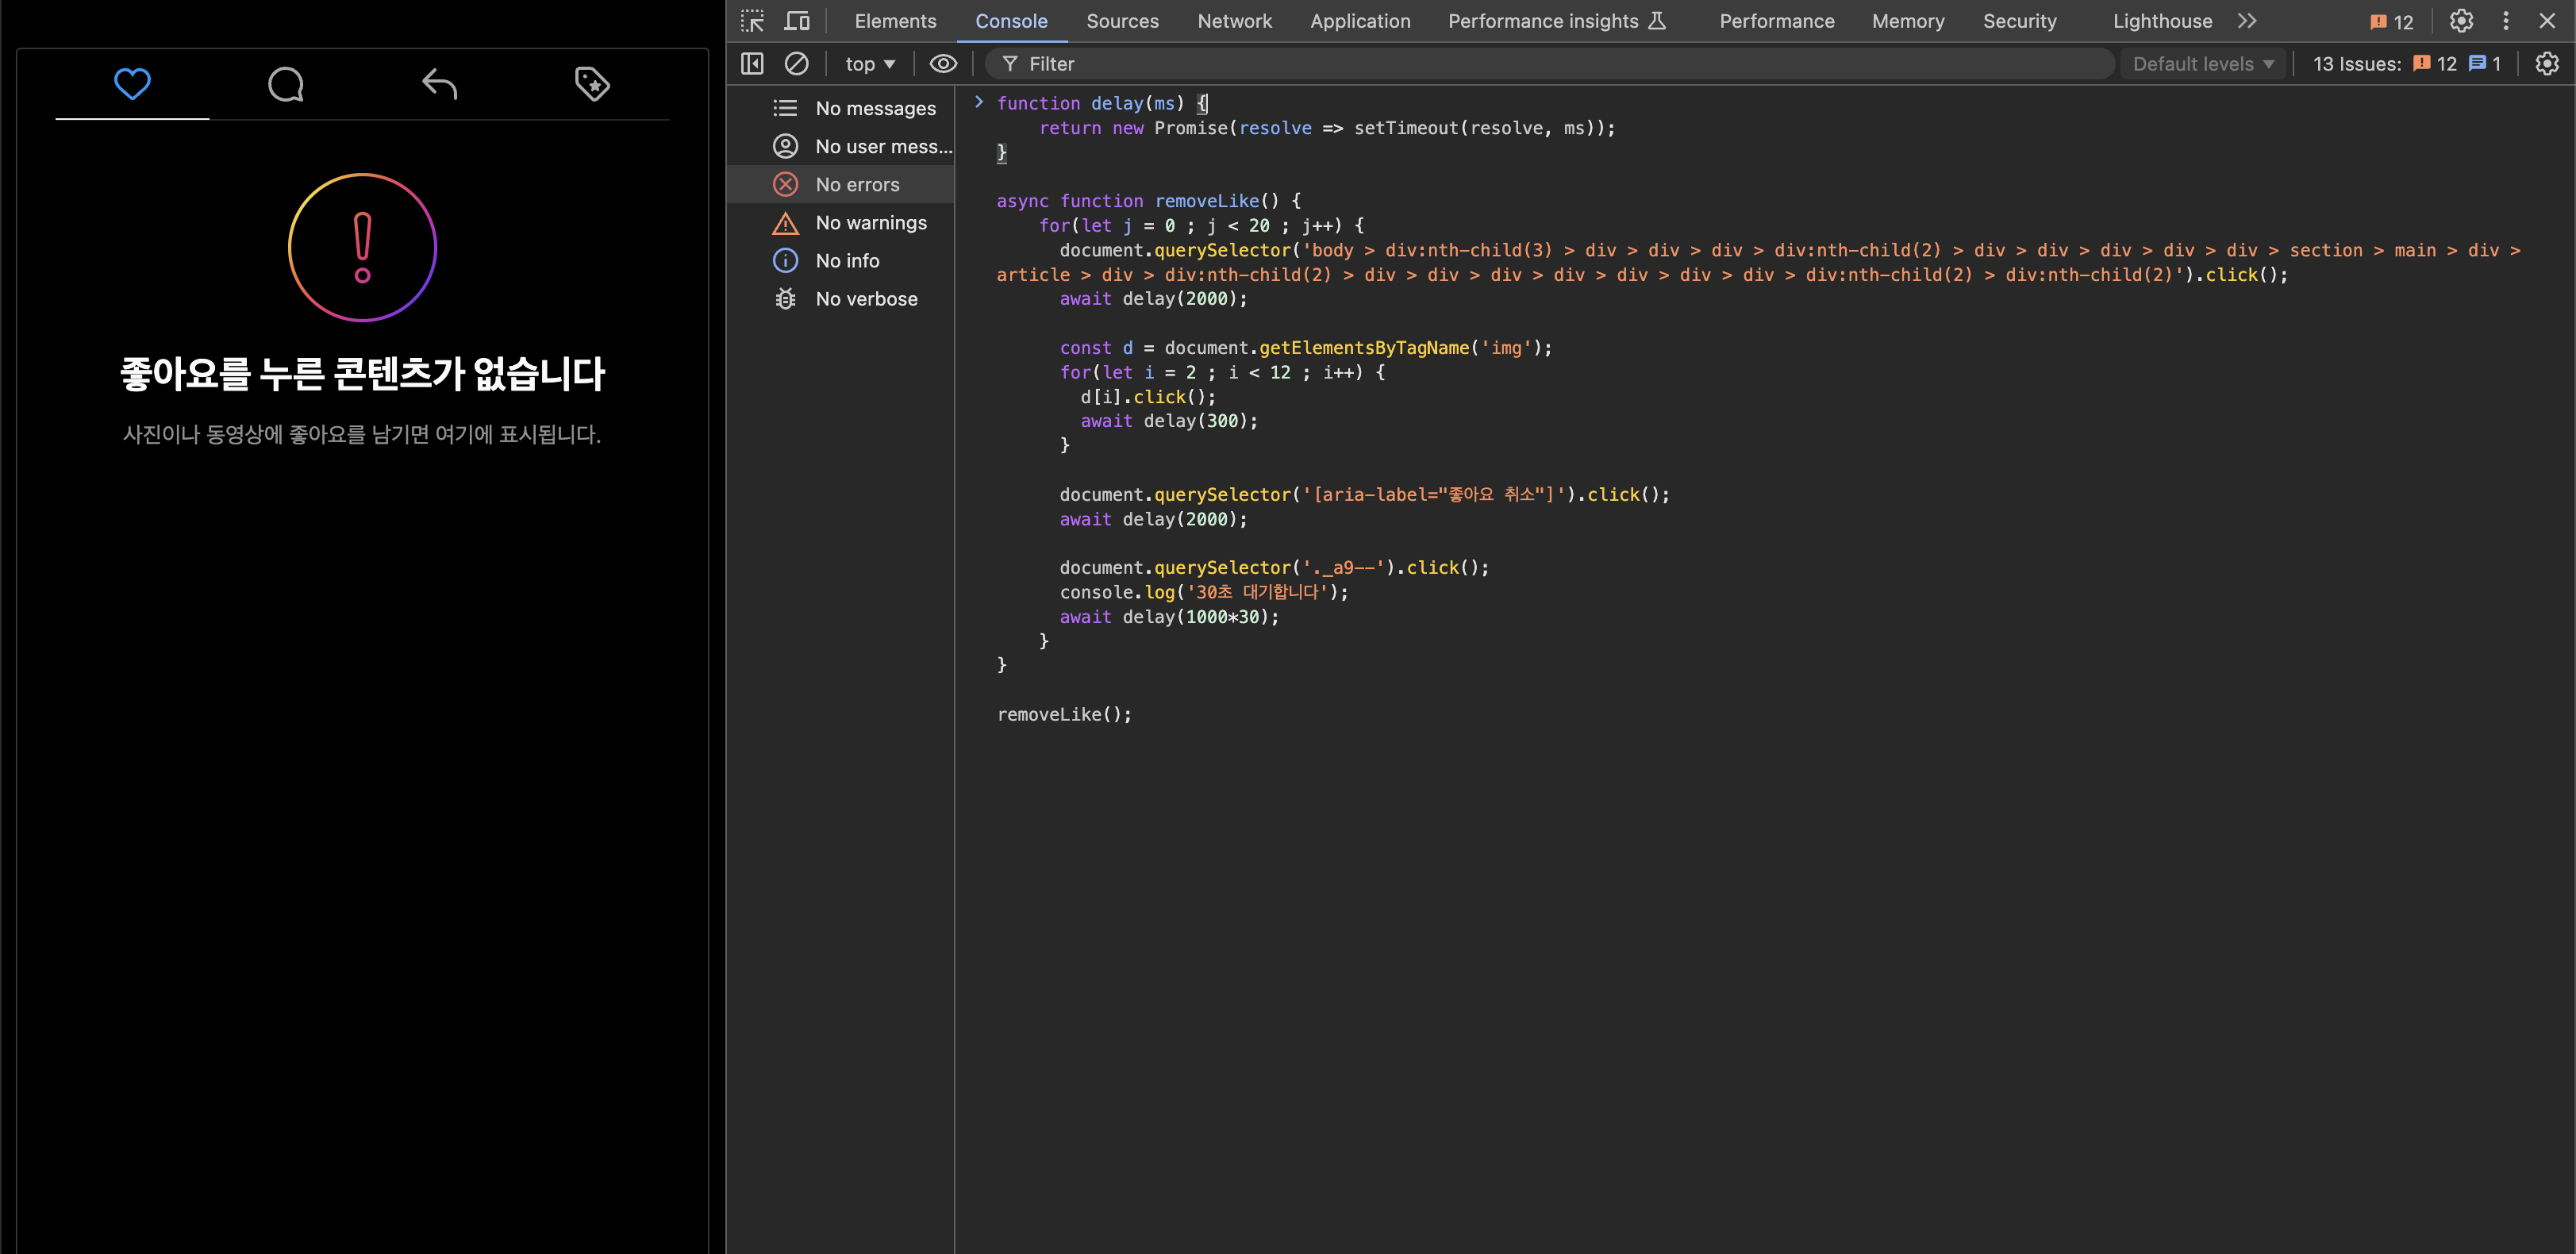 좋아요를 누른 콘텐츠가 없습니다
사진이나 동영상에 좋아요를 남기면 여기에 표시됩니다.
Elements Console Sources Network Application Performance insights Performance Memory Security Lighthouse 12
top Filter Default levels 13 Issues: 12 1
No messages
No user mess...
No errors
No warnings
No info
No verbose
function delay(ms) {
return new Promise(resolve => setTimeout(resolve, ms));
}
async function removeLike() {
for(let j = 0 ; j < 20 ; j++) {
document.querySelector('body > div:nth-child(3) > div > div > div > div:nth-child(2) > div > div > div > div > div > section > main > div >
article > div > div:nth-child(2) > div > div > div > div > div > div > div > div:nth-child(2) > div:nth-child(2)').click();
await delay(2000);
const d = document.getElementsByTagName('img');
for(let i = 2 ; i < 12 ; i++) {
d[i].click();
await delay(300);
}
document.querySelector('[aria-label="좋아요 취소"]').click();
await delay(2000);
document.querySelector('._a9--').click();
console.log('30초 대기합니다');
await delay(1000*30);
}
}
removeLike();